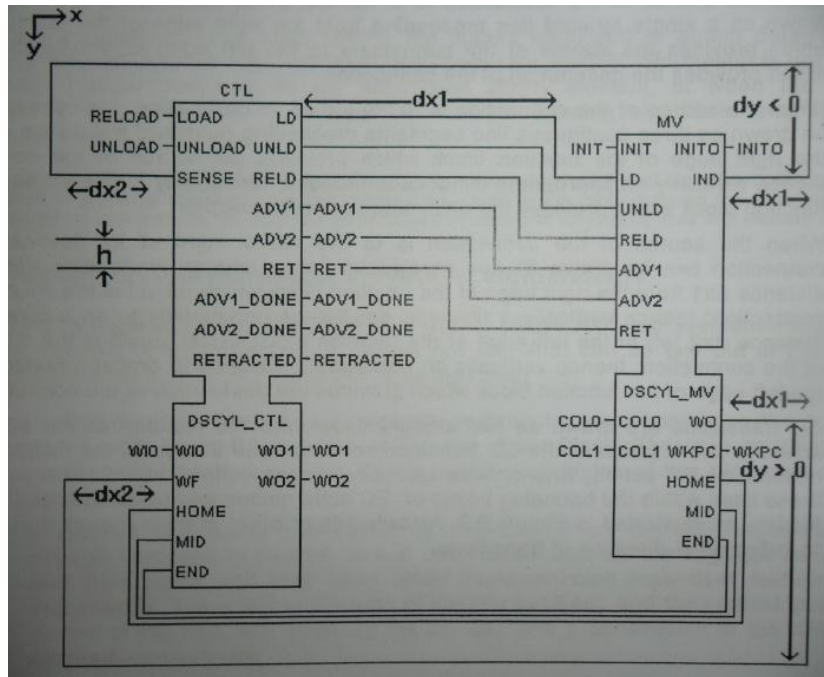 x
y
CTL
dx1
dy < 0
MV
RELOAD LOAD LD
UNLOAD UNLOAD UNLD
SENSE RELD
dx2
ADV1 ADV1
ADV2 ADV2
h
RET RET
ADV1_DONE ADV1_DONE
ADV2_DONE ADV2_DONE
RETRACTED RETRACTED
INIT INIT INITO INITO
LD IND
dx1
UNLD
RELD
ADV1
ADV2
RET
DSCYL_CTL
WIO WIO WO1 WO1
WF WO2 WO2
dx2
HOME
MID
END
DSCYL_MV
dx1
COL0 COL0 WO
COL1 COL1 WKPC WKPC
dy > 0
HOME
MID
END